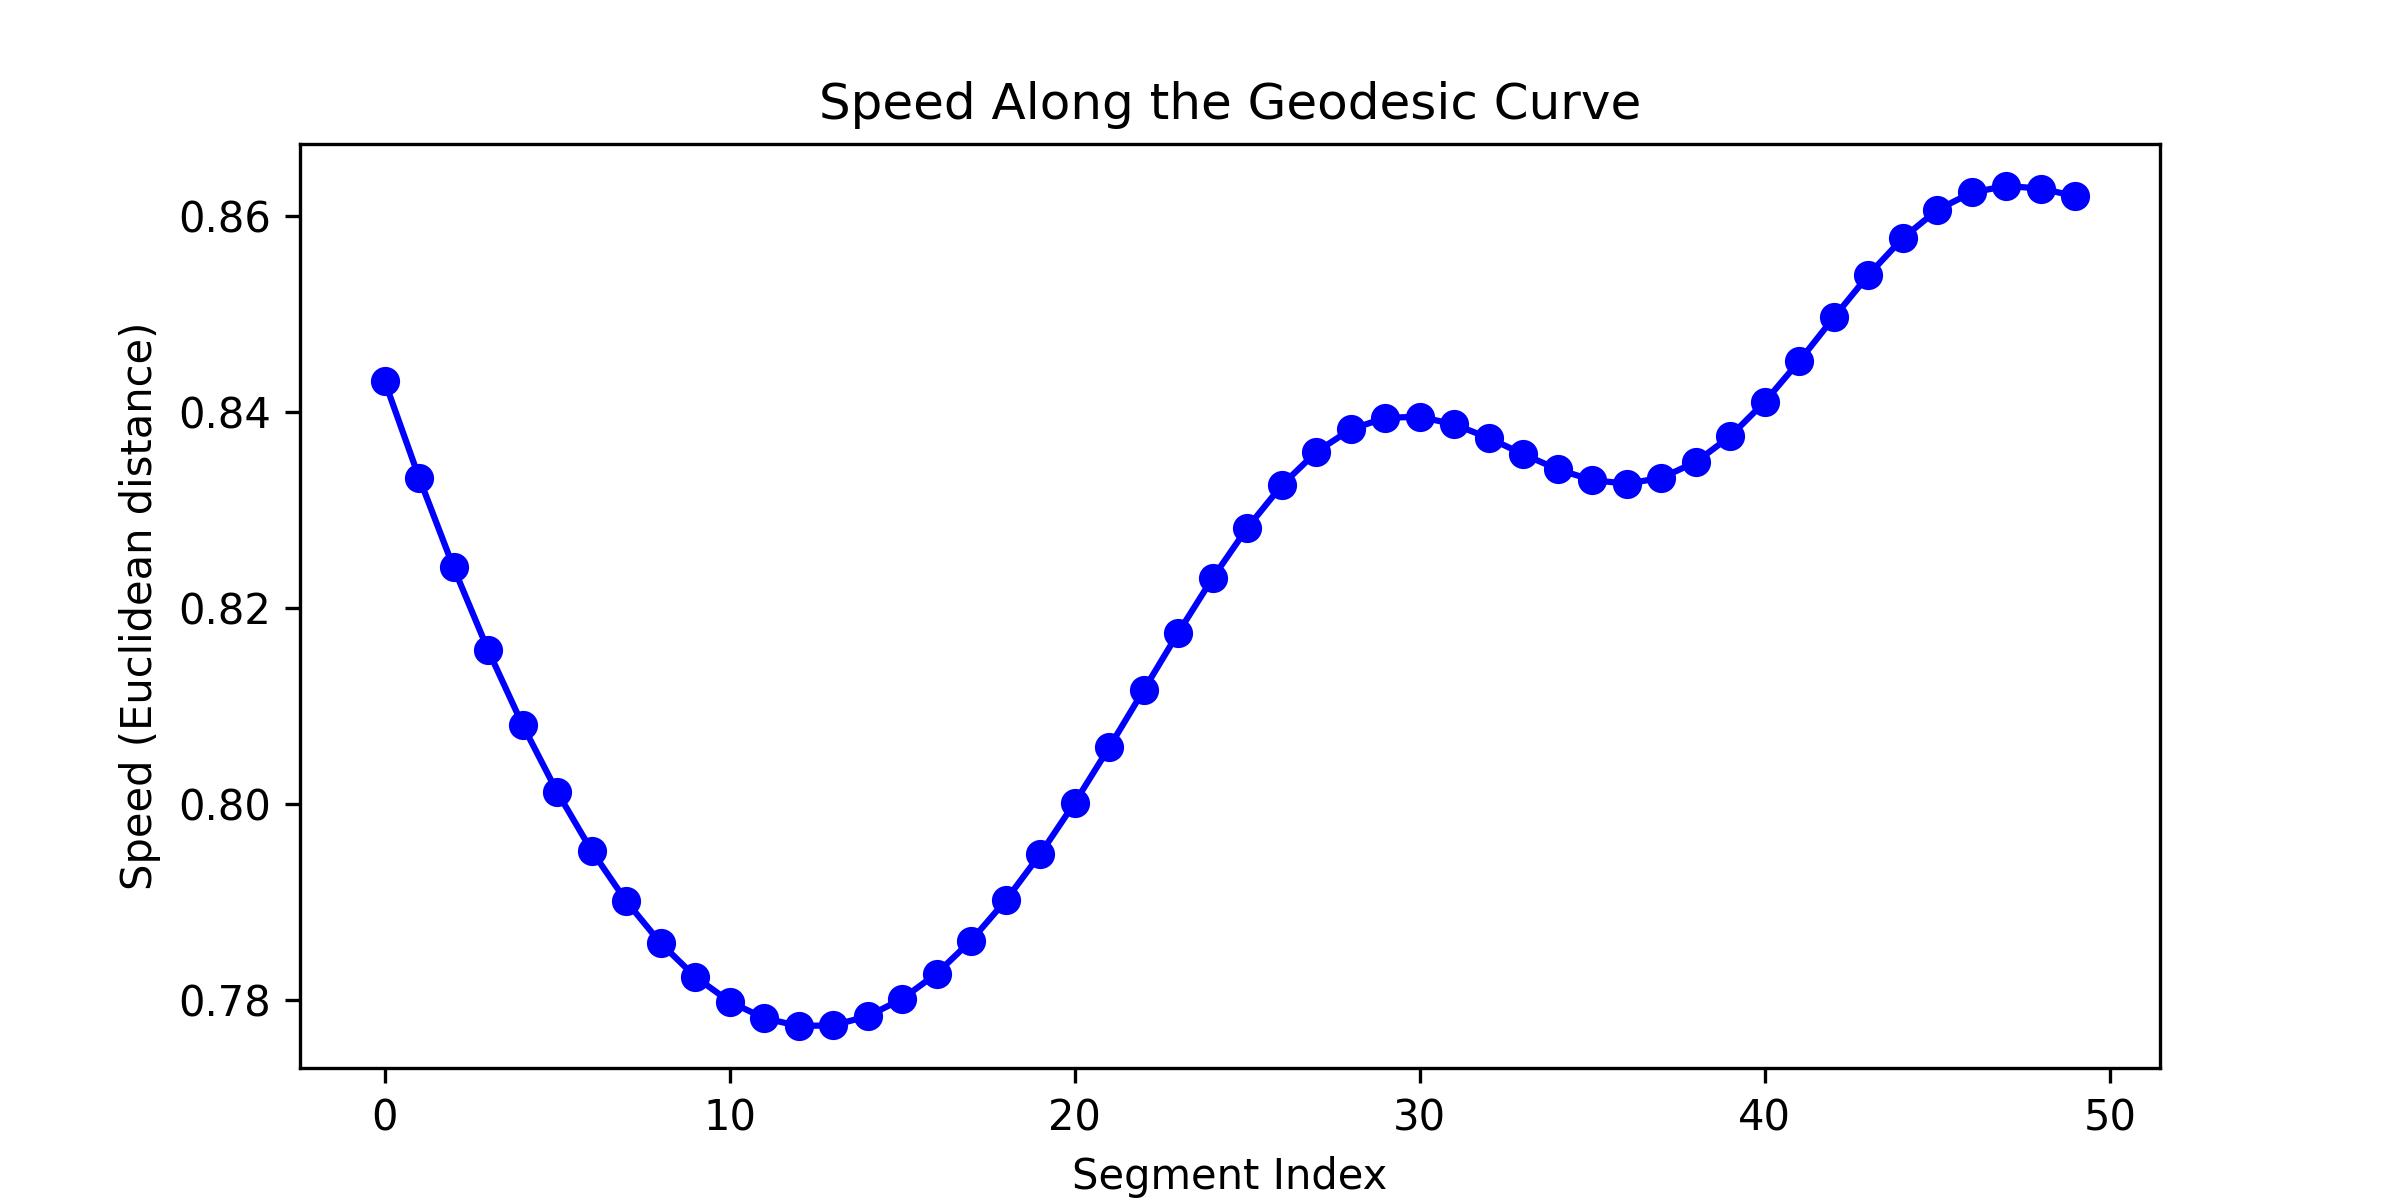 Speed Along the Geodesic Curve
Speed (Euclidean distance)
0.86
0.84
0.82
0.80
0.78
0 10 20 30 40 50
Segment Index